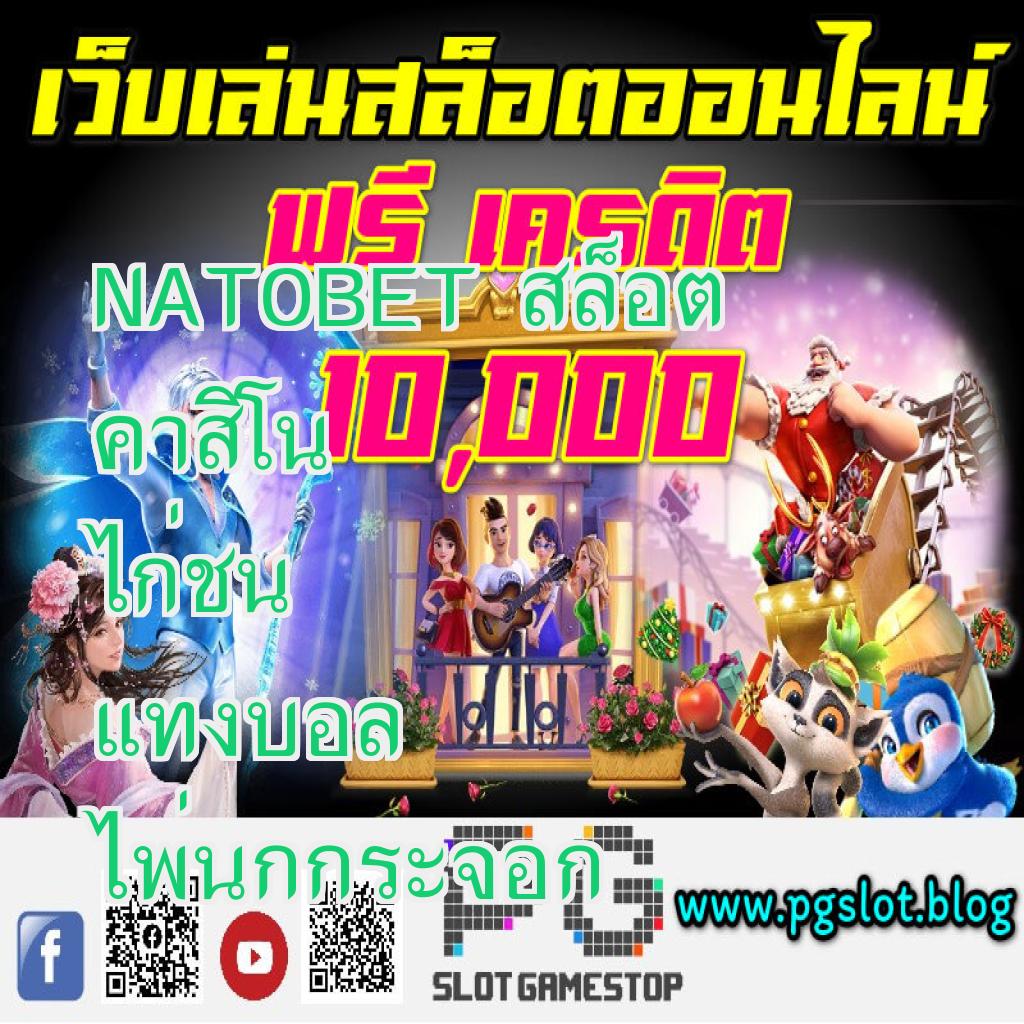 เว็บเล่นสล็อตออนไลน์
ฟรี เครดิต
NATOBET สล็อต
10,000
คาสิโน
ไก่ชน
แทงบอล
ไพ่นกกระจอก
PG
www.pgslot.blog
SLOT GAMESTOP